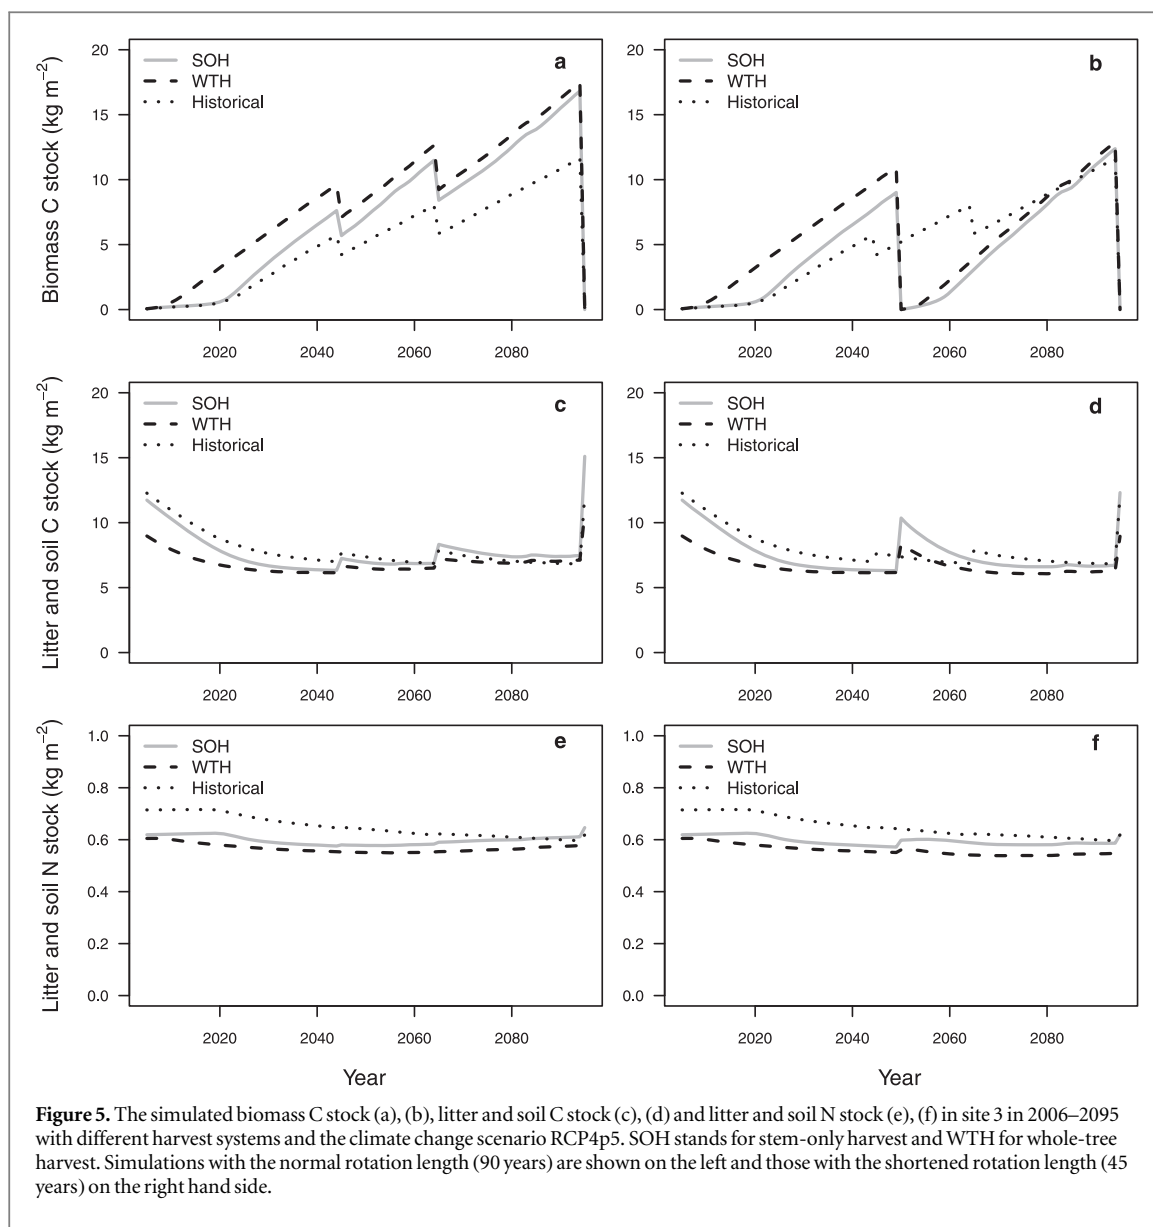 Biomass C stock (kg m−2)
20
15
10
5
0
SOH
WTH
Historical
a
2020
2040
2060
2080
20
15
10
5
0
SOH
WTH
Historical
b
2020
2040
2060
2080
Litter and soil C stock (kg m−2)
20
15
10
5
0
SOH
WTH
Historical
c
2020
2040
2060
2080
20
15
10
5
0
SOH
WTH
Historical
d
2020
2040
2060
2080
Litter and soil N stock (kg m−2)
1.0
0.8
0.6
0.4
0.2
0.0
SOH
WTH
Historical
e
2020
2040
2060
2080
Year
1.0
0.8
0.6
0.4
0.2
0.0
SOH
WTH
Historical
f
2020
2040
2060
2080
Year
Figure 5. The simulated biomass C stock (a), (b), litter and soil C stock (c), (d) and litter and soil N stock (e), (f) in site 3 in 2006–2095
with different harvest systems and the climate change scenario RCP4p5. SOH stands for stem-only harvest and WTH for whole-tree
harvest. Simulations with the normal rotation length (90 years) are shown on the left and those with the shortened rotation length (45
years) on the right hand side.